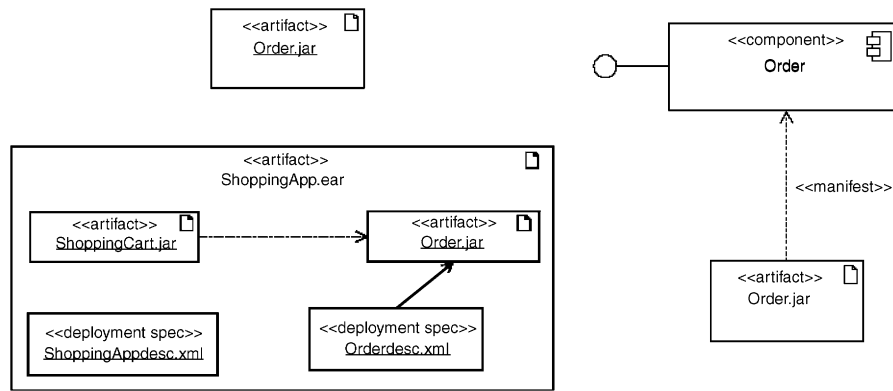 <<artifact>>
Order.jar
<<component>>
Order
<<manifest>>
<<artifact>>
Order.jar
<<artifact>>
ShoppingApp.ear
<<artifact>>
ShoppingCart.jar
<<artifact>>
Order.jar
<<deployment spec>>
ShoppingAppdesc.xml
<<deployment spec>>
Orderdesc.xml